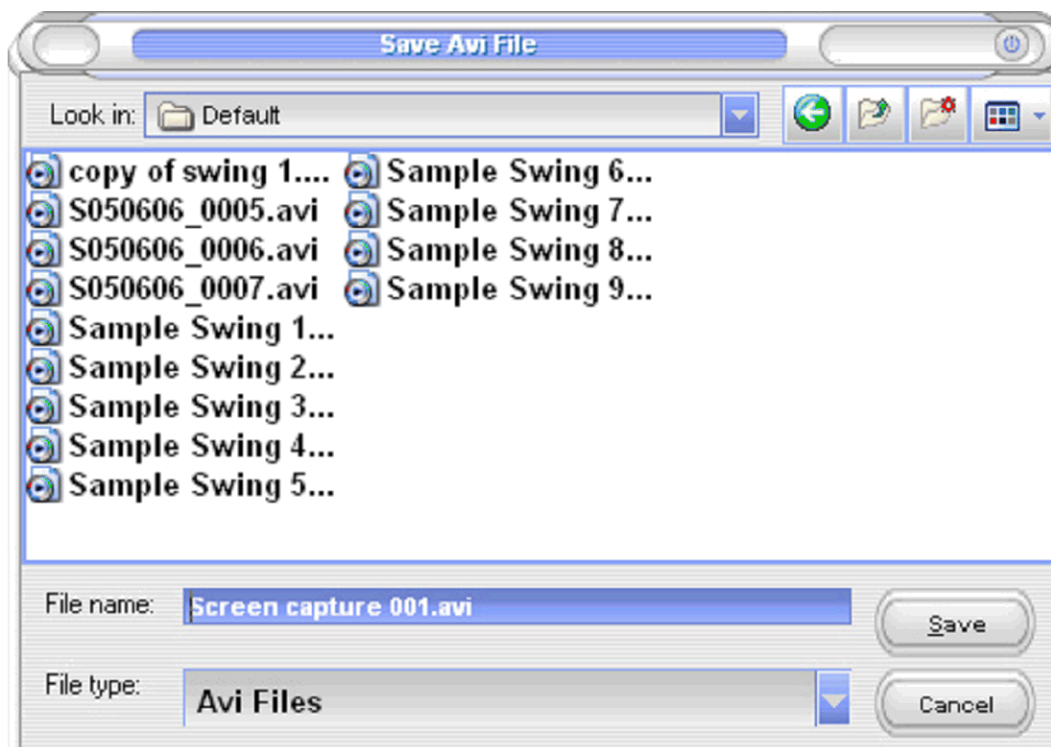 Save Avi File
Look in: Default
copy of swing 1....
S050606_0005.avi
S050606_0006.avi
S050606_0007.avi
Sample Swing 1...
Sample Swing 2...
Sample Swing 3...
Sample Swing 4...
Sample Swing 5...
Sample Swing 6...
Sample Swing 7...
Sample Swing 8...
Sample Swing 9...
File name: Screen capture 001.avi
Save
File type: Avi Files
Cancel